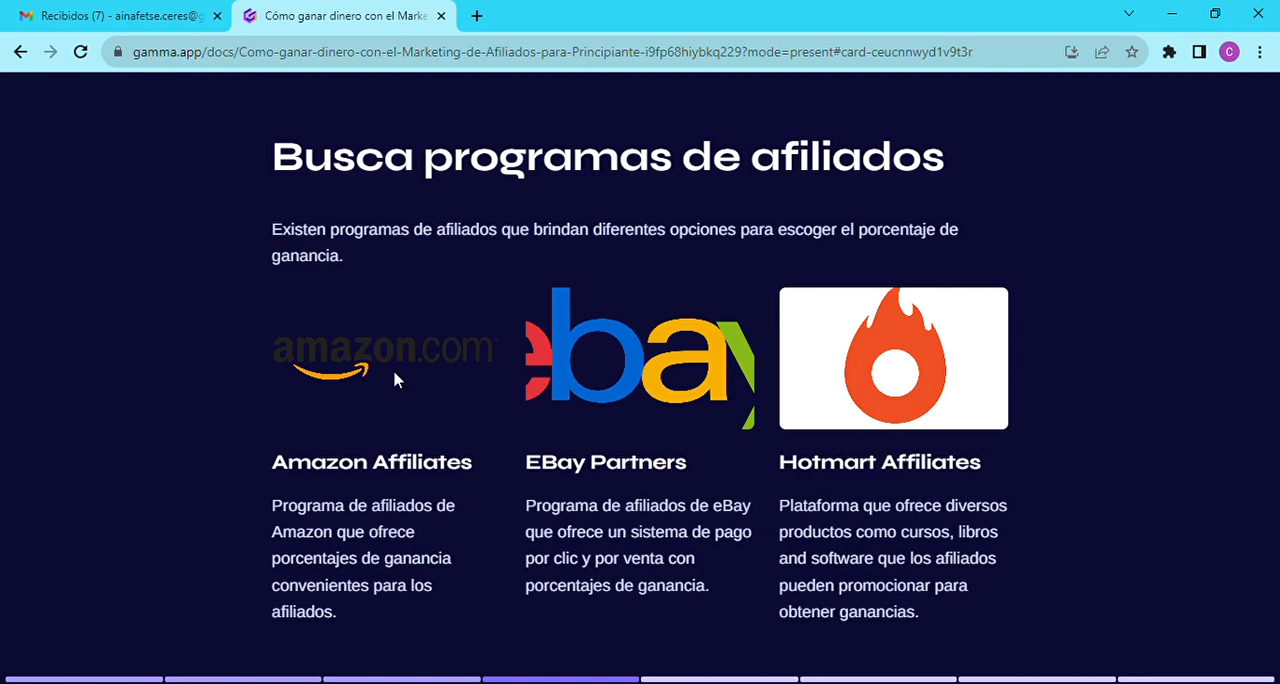 Recibidos (7) - ainafetse.ceres@g
Cómo ganar dinero con el Marke
gamma.app/docs/Como-ganar-dinero-con-el-Marketing-de-Afiliados-para-Principiante-i9fp68hiybkq229?mode=present#card-ceucnnwyd1v9t3r
C
Busca programas de afiliados
Existen programas de afiliados que brindan diferentes opciones para escoger el porcentaje de
ganancia.
amazon.com
ebay
Amazon Affiliates
Programa de afiliados de
Amazon que ofrece
porcentajes de ganancia
convenientes para los
afiliados.
EBay Partners
Programa de afiliados de eBay
que ofrece un sistema de pago
por clic y por venta con
porcentajes de ganancia.
Hotmart Affiliates
Plataforma que ofrece diversos
productos como cursos, libros
and software que los afiliados
pueden promocionar para
obtener ganancias.